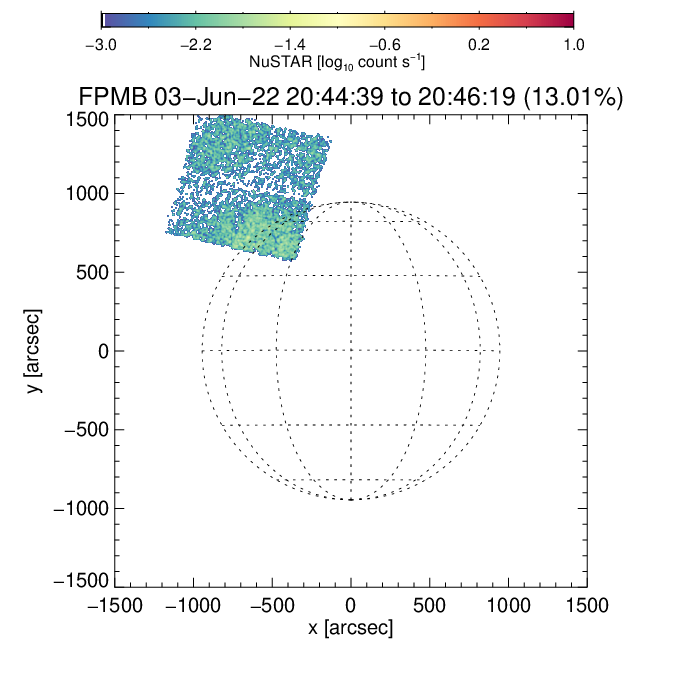 −3.0 −2.2 −1.4 −0.6 0.2 1.0
NuSTAR [log10 count s−1]
FPMB 03−Jun−22 20:44:39 to 20:46:19 (13.01%)
1500
1000
500
0
−500
−1000
−1500
y [arcsec]
−1500 −1000 −500 0 500 1000 1500
x [arcsec]